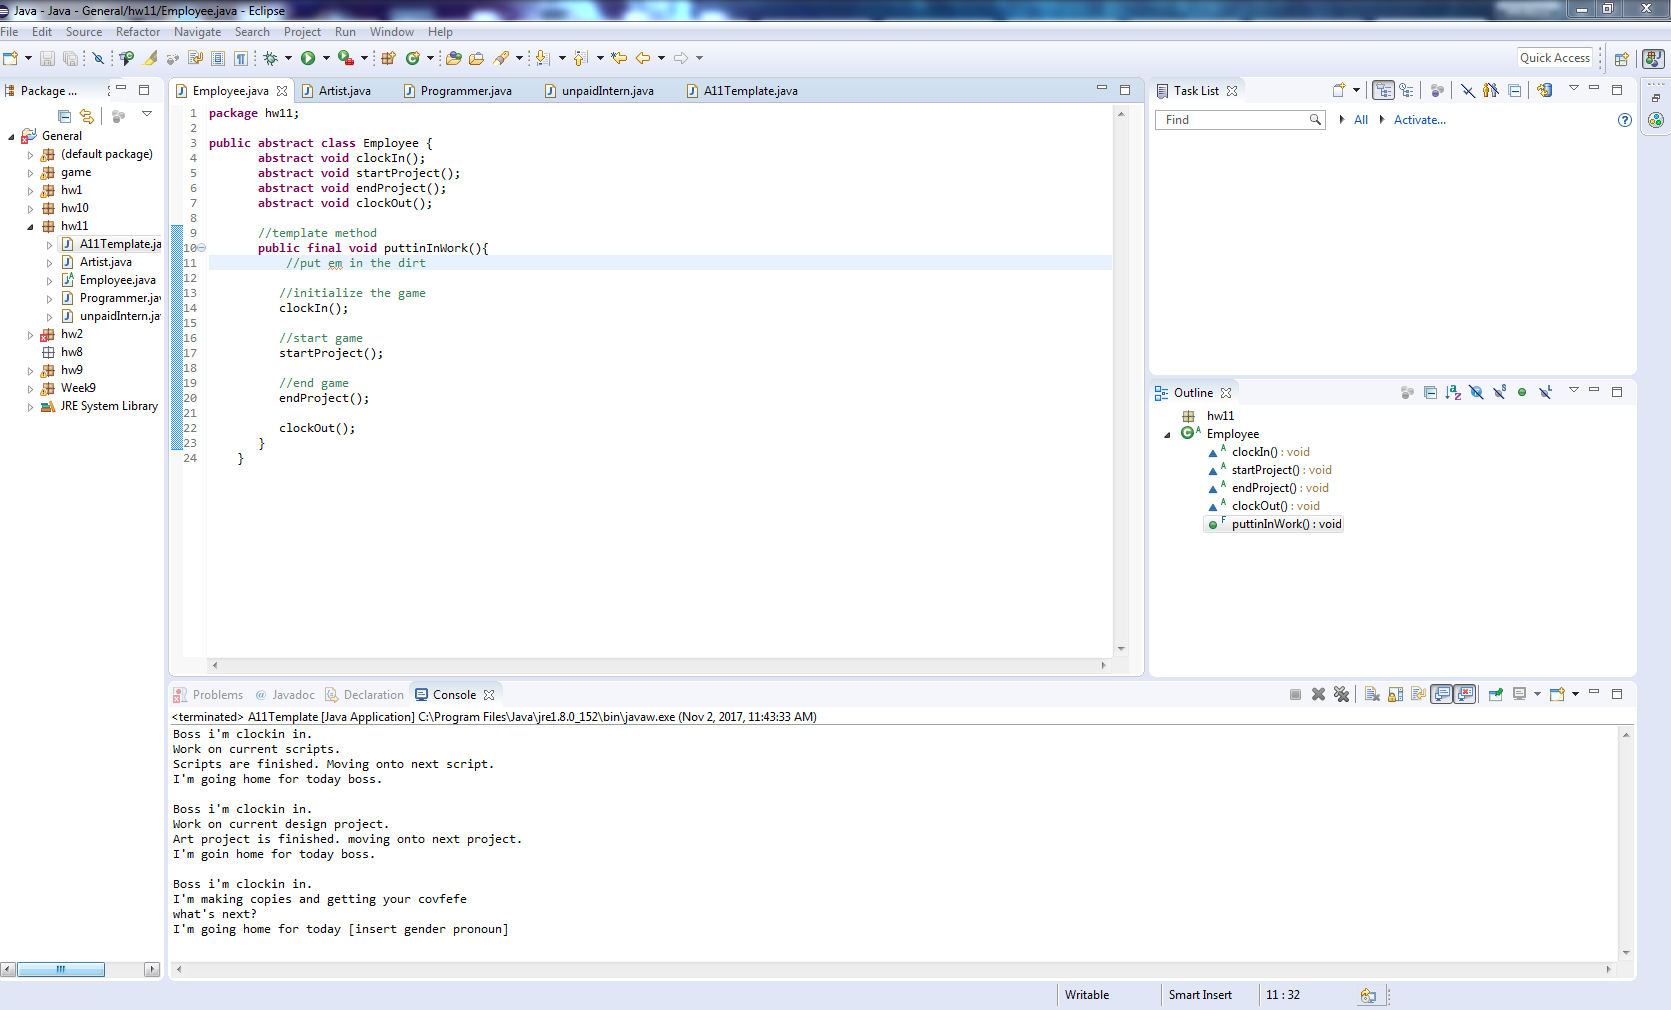 Java - Java - General/hw11/Employee.java - Eclipse
File Edit Source Refactor Navigate Search Project Run Window Help
Quick Access
Package ...
General
(default package)
game
hw1
hw10
hw11
A11Template.ja
Artist.java
Employee.java
Programmer.jav
unpaidIntern.ja
hw2
hw8
hw9
Week9
JRE System Library
Employee.java Artist.java Programmer.java unpaidIntern.java A11Template.java
1 package hw11;
2
3 public abstract class Employee {
4 abstract void clockIn();
5 abstract void startProject();
6 abstract void endProject();
7 abstract void clockOut();
8
9 //template method
10 public final void puttinInWork(){
11 //put em in the dirt
12
13 //initialize the game
14 clockIn();
15
16 //start game
17 startProject();
18
19 //end game
20 endProject();
21
22 clockOut();
23 }
24 }
Task List
Find All Activate...
Outline
hw11
Employee
clockIn() : void
startProject() : void
endProject() : void
clockOut() : void
puttinInWork() : void
Problems @ Javadoc Declaration Console
<terminated> A11Template [Java Application] C:\Program Files\Java\jre1.8.0_152\bin\javaw.exe (Nov 2, 2017, 11:43:33 AM)
Boss i'm clockin in.
Work on current scripts.
Scripts are finished. Moving onto next script.
I'm going home for today boss.
Boss i'm clockin in.
Work on current design project.
Art project is finished. moving onto next project.
I'm goin home for today boss.
Boss i'm clockin in.
I'm making copies and getting your covfefe
what's next?
I'm going home for today [insert gender pronoun]
Writable Smart Insert 11 : 32